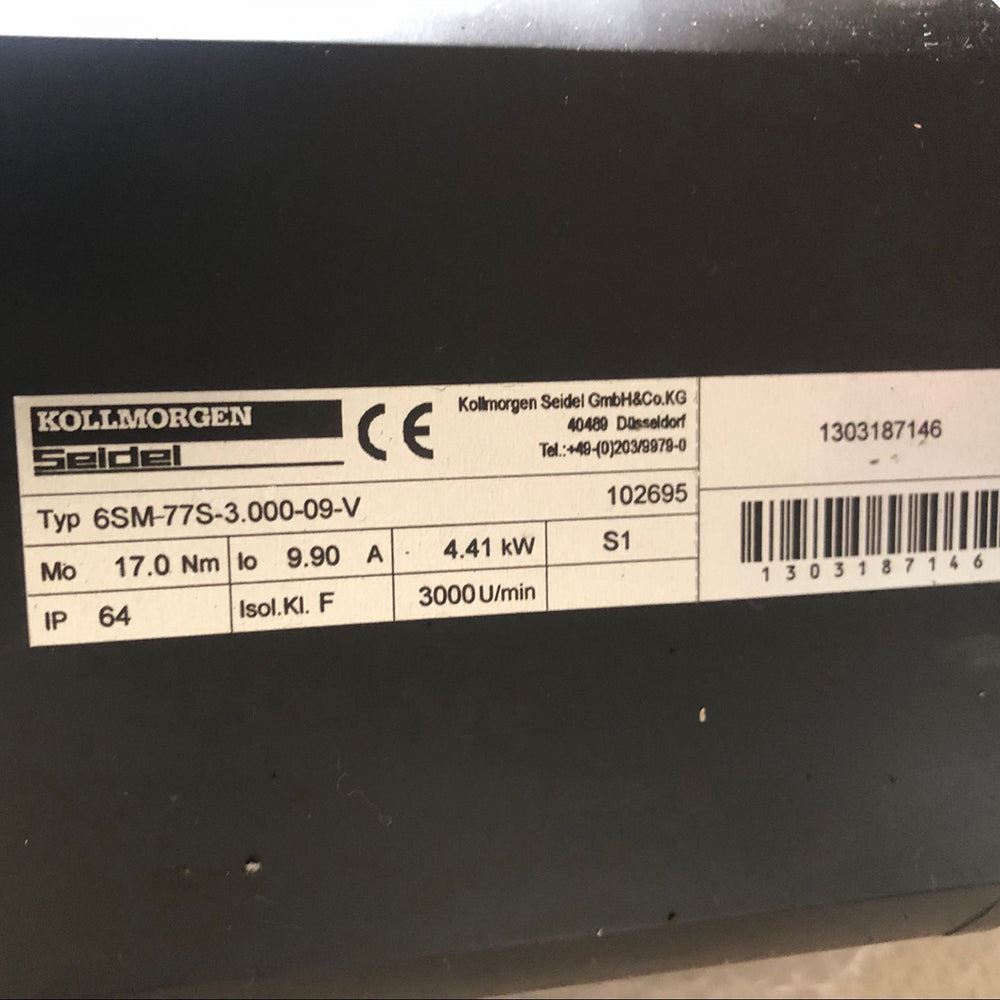 KOLLMORGEN
Seidel
CE
Kollmorgen Seidel GmbH&Co.KG
40489 Düsseldorf
Tel.:+49-(0)203/9979-0
1303187146
Typ 6SM-77S-3.000-09-V
102695
Mo 17.0 Nm
Io 9.90 A
4.41 kW
S1
IP 64
Isol.Kl. F
3000U/min
1303187146